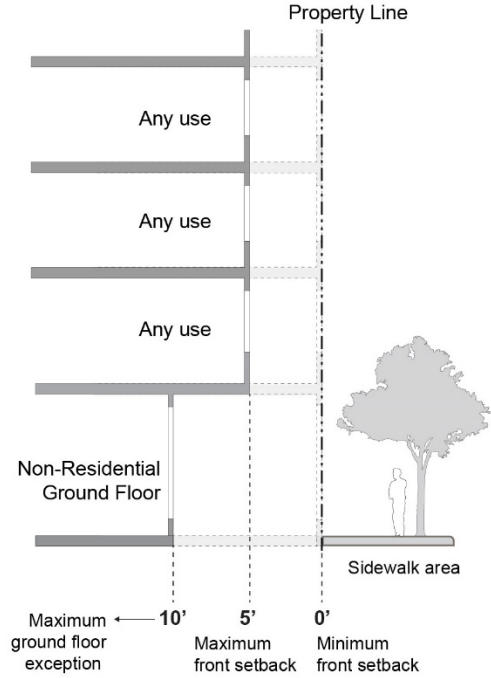 Property Line
Any use
Any use
Any use
Non-Residential
Ground Floor
Sidewalk area
10' 5' 0'
Maximum
ground floor
exception
Maximum
front setback
Minimum
front setback